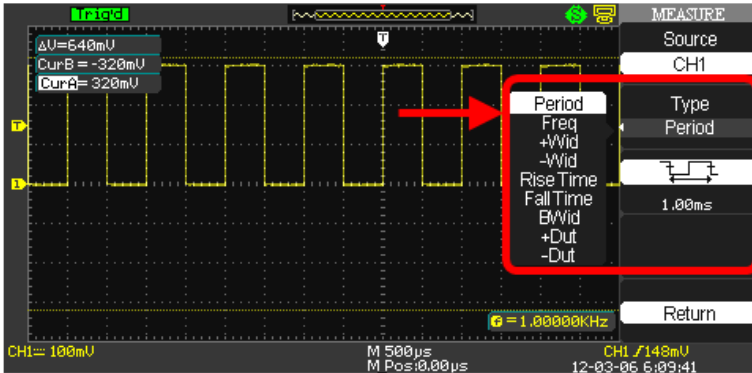 Trig'd
MEASURE
T
ΔV=640mV
CurB = -320mV
CurA= 320mV
Source
CH1
Type
Period
Period
Freq
+Wid
-Wid
Rise Time
Fall Time
BWid
+Dut
-Dut
T
1
1.00ms
f = 1.00000KHz
Return
CH1 100mV
M 500µs
CH1 148mV
M Pos:0.00µs
12-03-06 6:09:41